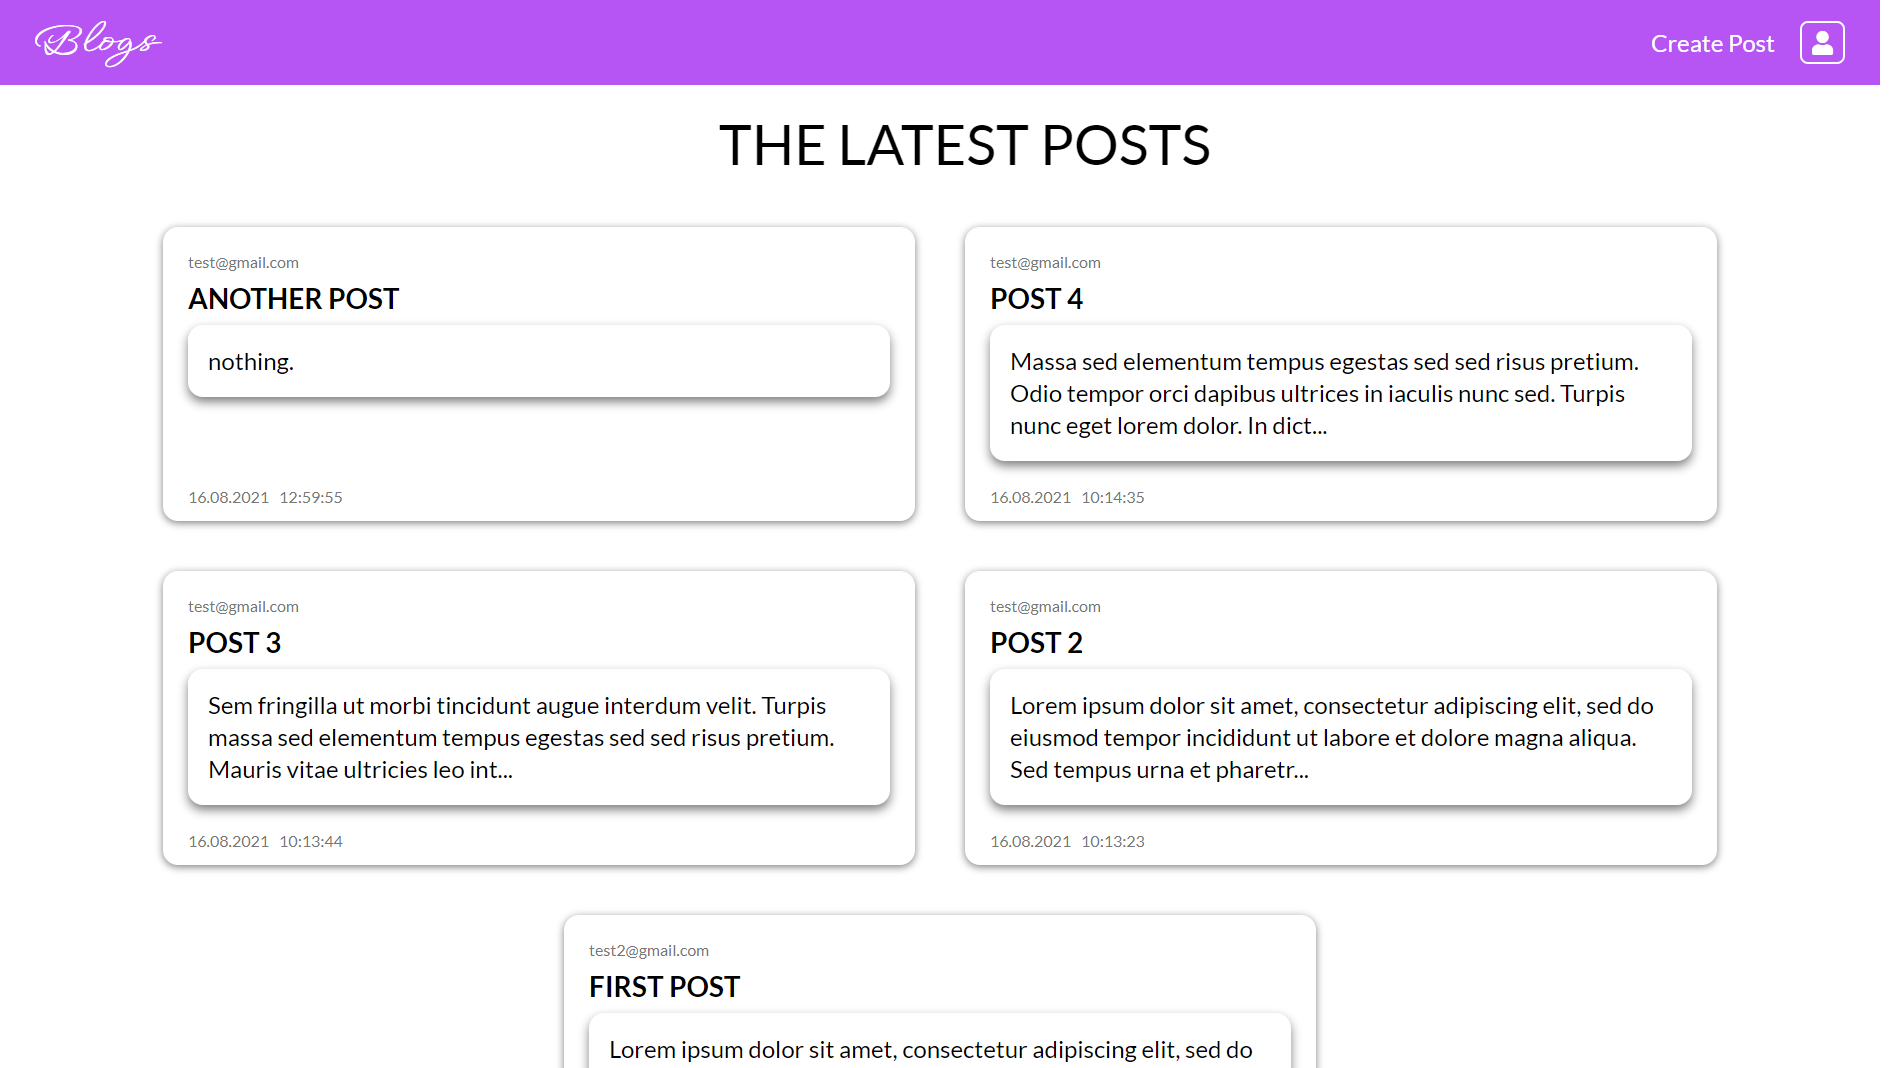 Blogs
Create Post
THE LATEST POSTS
test@gmail.com
ANOTHER POST
nothing.
16.08.2021 12:59:55
test@gmail.com
POST 4
Massa sed elementum tempus egestas sed sed risus pretium.
Odio tempor orci dapibus ultrices in iaculis nunc sed. Turpis
nunc eget lorem dolor. In dict...
16.08.2021 10:14:35
test@gmail.com
POST 3
Sem fringilla ut morbi tincidunt augue interdum velit. Turpis
massa sed elementum tempus egestas sed sed risus pretium.
Mauris vitae ultricies leo int...
16.08.2021 10:13:44
test@gmail.com
POST 2
Lorem ipsum dolor sit amet, consectetur adipiscing elit, sed do
eiusmod tempor incididunt ut labore et dolore magna aliqua.
Sed tempus urna et pharetr...
16.08.2021 10:13:23
test2@gmail.com
FIRST POST
Lorem ipsum dolor sit amet, consectetur adipiscing elit, sed do